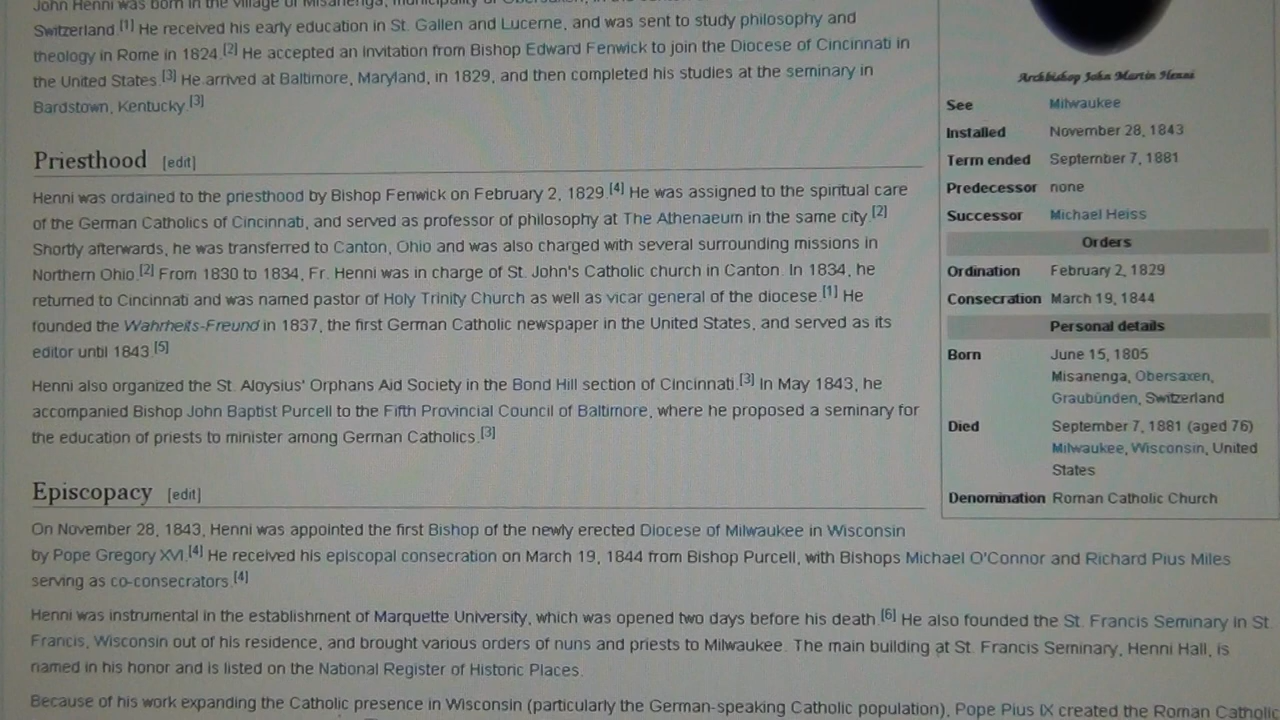 John Henni was born in the village of Misanenga, municipality of Obersaxen, in the
Switzerland.[1] He received his early education in St. Gallen and Lucerne, and was sent to study philosophy and
theology in Rome in 1824.[2] He accepted an Invitation from Bishop Edward Fenwick to join the Diocese of Cincinnati in
the United States.[3] He arrived at Baltimore, Maryland, in 1829, and then completed his studies at the seminary in
Bardstown, Kentucky.[3]
Priesthood [edit]
Henni was ordained to the priesthood by Bishop Fenwick on February 2, 1829.[4] He was assigned to the spiritual care
of the German Catholics of Cincinnati, and served as professor of philosophy at The Athenaeum in the same city.[2]
Shortly afterwards, he was transferred to Canton, Ohio and was also charged with several surrounding missions in
Northern Ohio.[2] From 1830 to 1834, Fr. Henni was in charge of St. John's Catholic church in Canton. In 1834, he
returned to Cincinnati and was named pastor of Holy Trinity Church as well as vicar general of the diocese.[1] He
founded the Wahrheits-Freund in 1837, the first German Catholic newspaper in the United States, and served as its
editor until 1843.[5]
Henni also organized the St. Aloysius' Orphans Aid Society in the Bond Hill section of Cincinnati.[3] In May 1843, he
accompanied Bishop John Baptist Purcell to the Fifth Provincial Council of Baltimore, where he proposed a seminary for
the education of priests to minister among German Catholics.[3]
Episcopacy [edit]
On November 28, 1843, Henni was appointed the first Bishop of the newly erected Diocese of Milwaukee in Wisconsin
by Pope Gregory XVI.[4] He received his episcopal consecration on March 19, 1844 from Bishop Purcell, with Bishops Michael O'Connor and Richard Pius Miles
serving as co-consecrators.[4]
Henni was instrumental in the establishment of Marquette University, which was opened two days before his death.[6] He also founded the St. Francis Seminary in St.
Francis, Wisconsin out of his residence, and brought various orders of nuns and priests to Milwaukee. The main building at St. Francis Seminary, Henni Hall, is
named in his honor and is listed on the National Register of Historic Places.
Because of his work expanding the Catholic presence in Wisconsin (particularly the German-speaking Catholic population), Pope Pius IX created the Roman Catholic
Archbishop John Martin Henni
See Milwaukee
Installed November 28, 1843
Term ended September 7, 1881
Predecessor none
Successor Michael Heiss
Orders
Ordination February 2, 1829
Consecration March 19, 1844
Personal details
Born June 15, 1805
Misanenga, Obersaxen,
Graubünden, Switzerland
Died September 7, 1881 (aged 76)
Milwaukee, Wisconsin, United
States
Denomination Roman Catholic Church